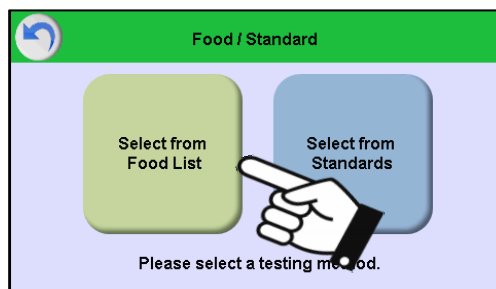 Food / Standard
Select from
Food List
Select from
Standards
Please select a testing method.